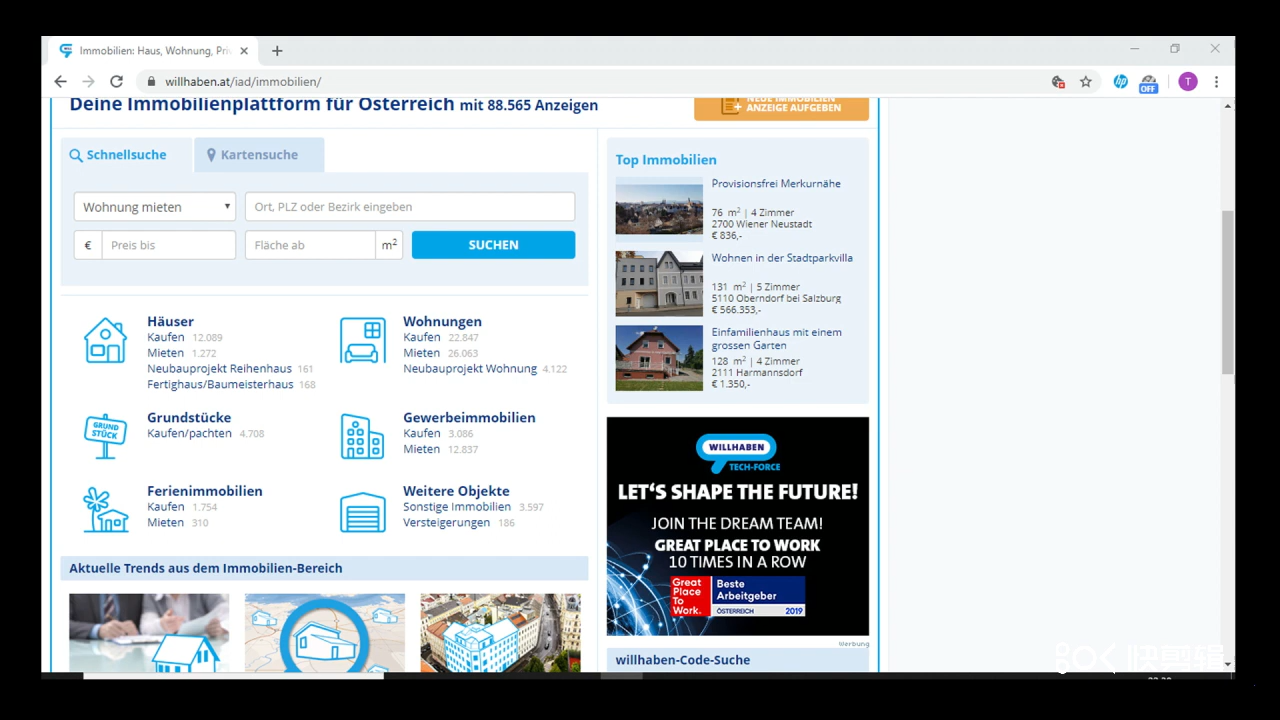 Immobilien: Haus, Wohnung, Pri
willhaben.at/iad/immobilien/
OFF
T
Deine Immobilienplattform für Österreich mit 88.565 Anzeigen
NEUE IMMOBILIEN
ANZEIGE AUFGEBEN
Schnellsuche
Kartensuche
Wohnung mieten
Ort, PLZ oder Bezirk eingeben
€ Preis bis
Fläche ab
m²
SUCHEN
Häuser
Kaufen 12.089
Mieten 1.272
Neubauprojekt Reihenhaus 161
Fertighaus/Baumeisterhaus 168
Wohnungen
Kaufen 22.847
Mieten 26.063
Neubauprojekt Wohnung 4.122
GRUND
STÜCK
Grundstücke
Kaufen/pachten 4.708
Gewerbeimmobilien
Kaufen 3.086
Mieten 12.837
Ferienimmobilien
Kaufen 1.754
Mieten 310
Weitere Objekte
Sonstige Immobilien 3.597
Versteigerungen 186
Aktuelle Trends aus dem Immobilien-Bereich
Top Immobilien
Provisionsfrei Merkurnähe
76 m² | 4 Zimmer
2700 Wiener Neustadt
€ 836,-
Wohnen in der Stadtparkvilla
131 m² | 5 Zimmer
5110 Oberndorf bei Salzburg
€ 566.353,-
Einfamilienhaus mit einem
grossen Garten
128 m² | 4 Zimmer
2111 Harmannsdorf
€ 1.350,-
WILLHABEN
TECH-FORCE
LET'S SHAPE THE FUTURE!
JOIN THE DREAM TEAM!
GREAT PLACE TO WORK
10 TIMES IN A ROW
Great
Place
To
Work.
Beste
Arbeitgeber
ÖSTERREICH 2019
Werbung
willhaben-Code-Suche
快剪辑